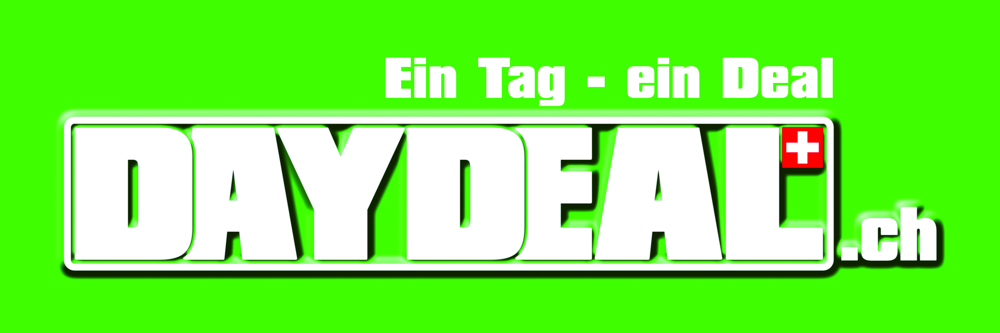 Ein Tag - ein Deal
DAYDEAL.ch